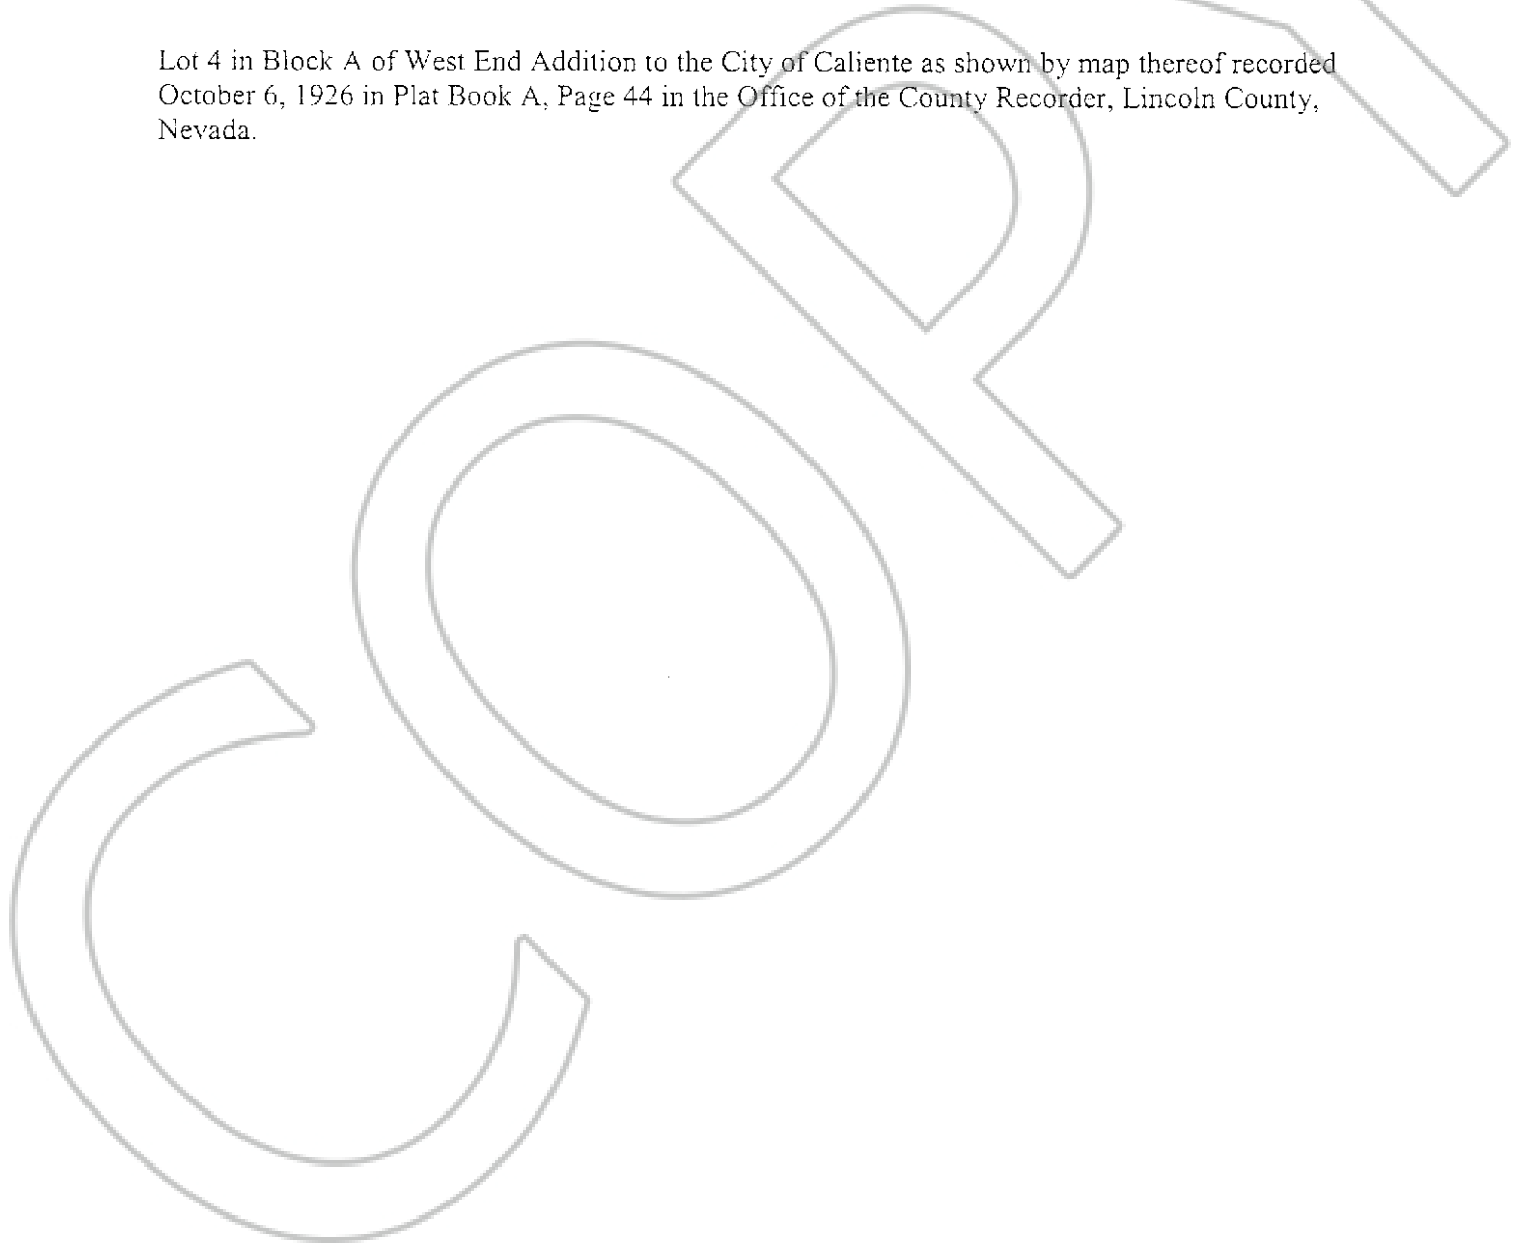 Lot 4 in Block A of West End Addition to the City of Caliente as shown by map thereof recorded
October 6, 1926 in Plat Book A, Page 44 in the Office of the County Recorder, Lincoln County,
Nevada.
COPY